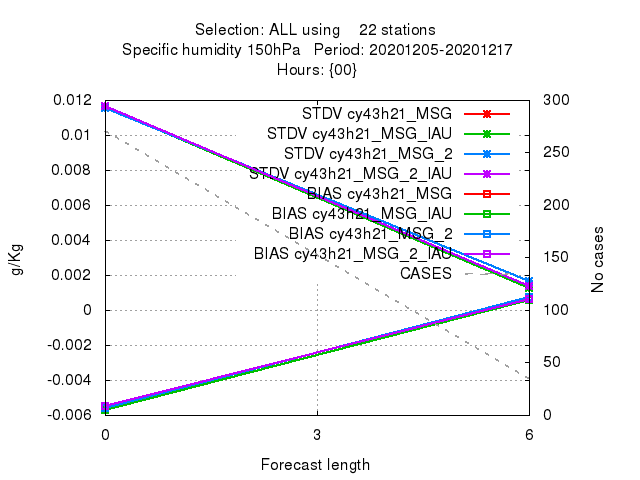 Selection: ALL using    22 stations
Specific humidity 150hPa   Period: 20201205-20201217
Hours: {00}
0.012
0.01
0.008
0.006
0.004
0.002
0
-0.002
-0.004
-0.006
g/Kg
STDV cy43h21_MSG
STDV cy43h21_MSG_IAU
STDV cy43h21_MSG_2
STDV cy43h21_MSG_2_IAU
BIAS cy43h21_MSG
BIAS cy43h21_MSG_IAU
BIAS cy43h21_MSG_2
BIAS cy43h21_MSG_2_IAU
CASES
300
250
200
150
100
50
0
No cases
0 3 6
Forecast length